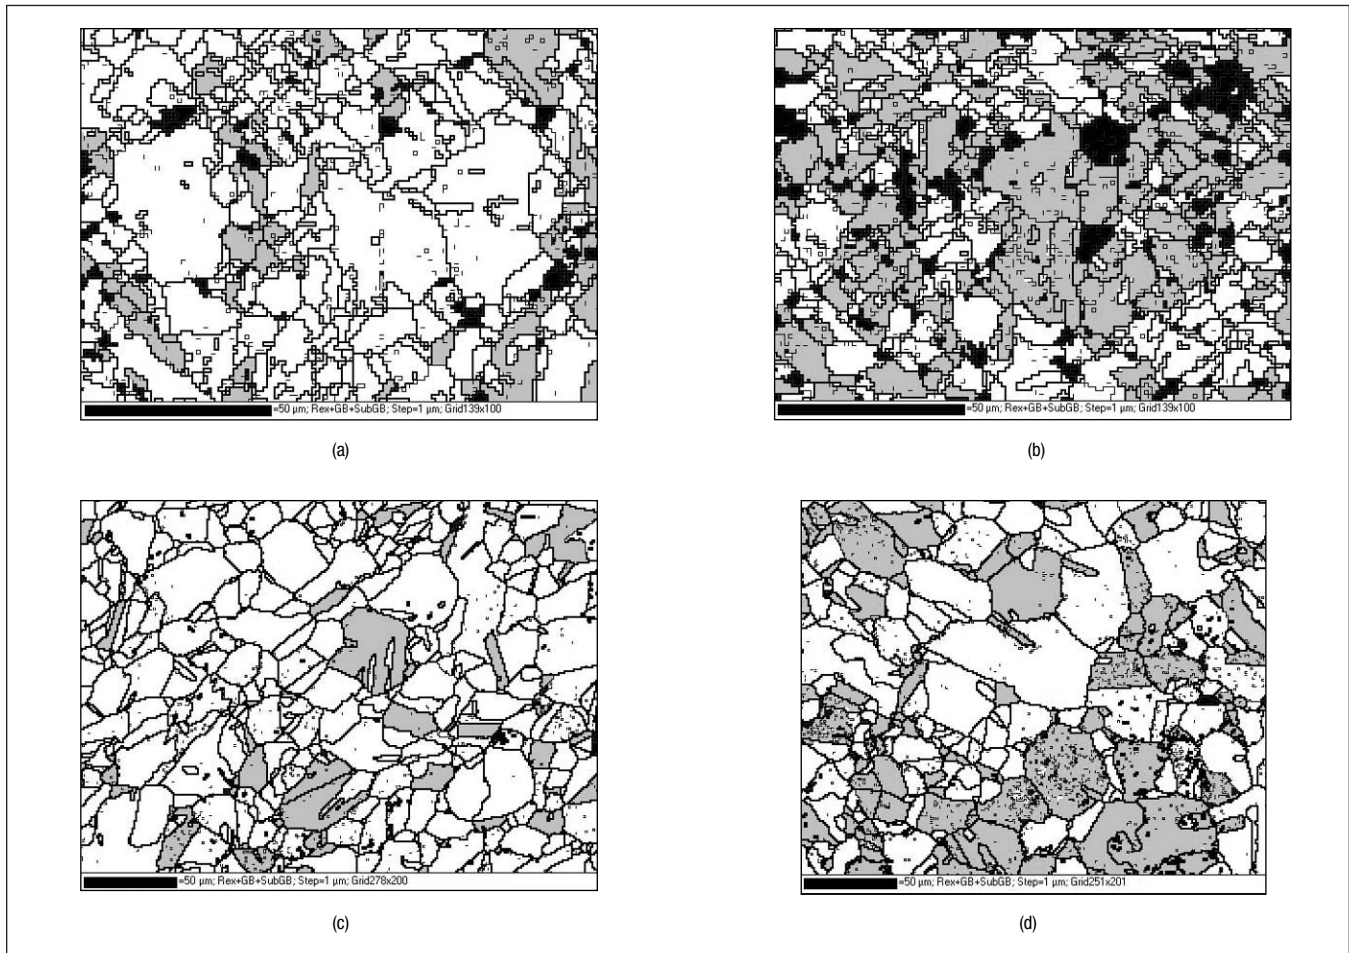 =50 µm; Rex+GB+SubGB; Step=1 µm; Grid139x100
=50 µm; Rex+GB+SubGB; Step=1 µm; Grid139x100
(a)
(b)
=50 µm; Rex+GB+SubGB; Step=1 µm; Grid278x200
=50 µm; Rex+GB+SubGB; Step=1 µm; Grid251x201
(c)
(d)